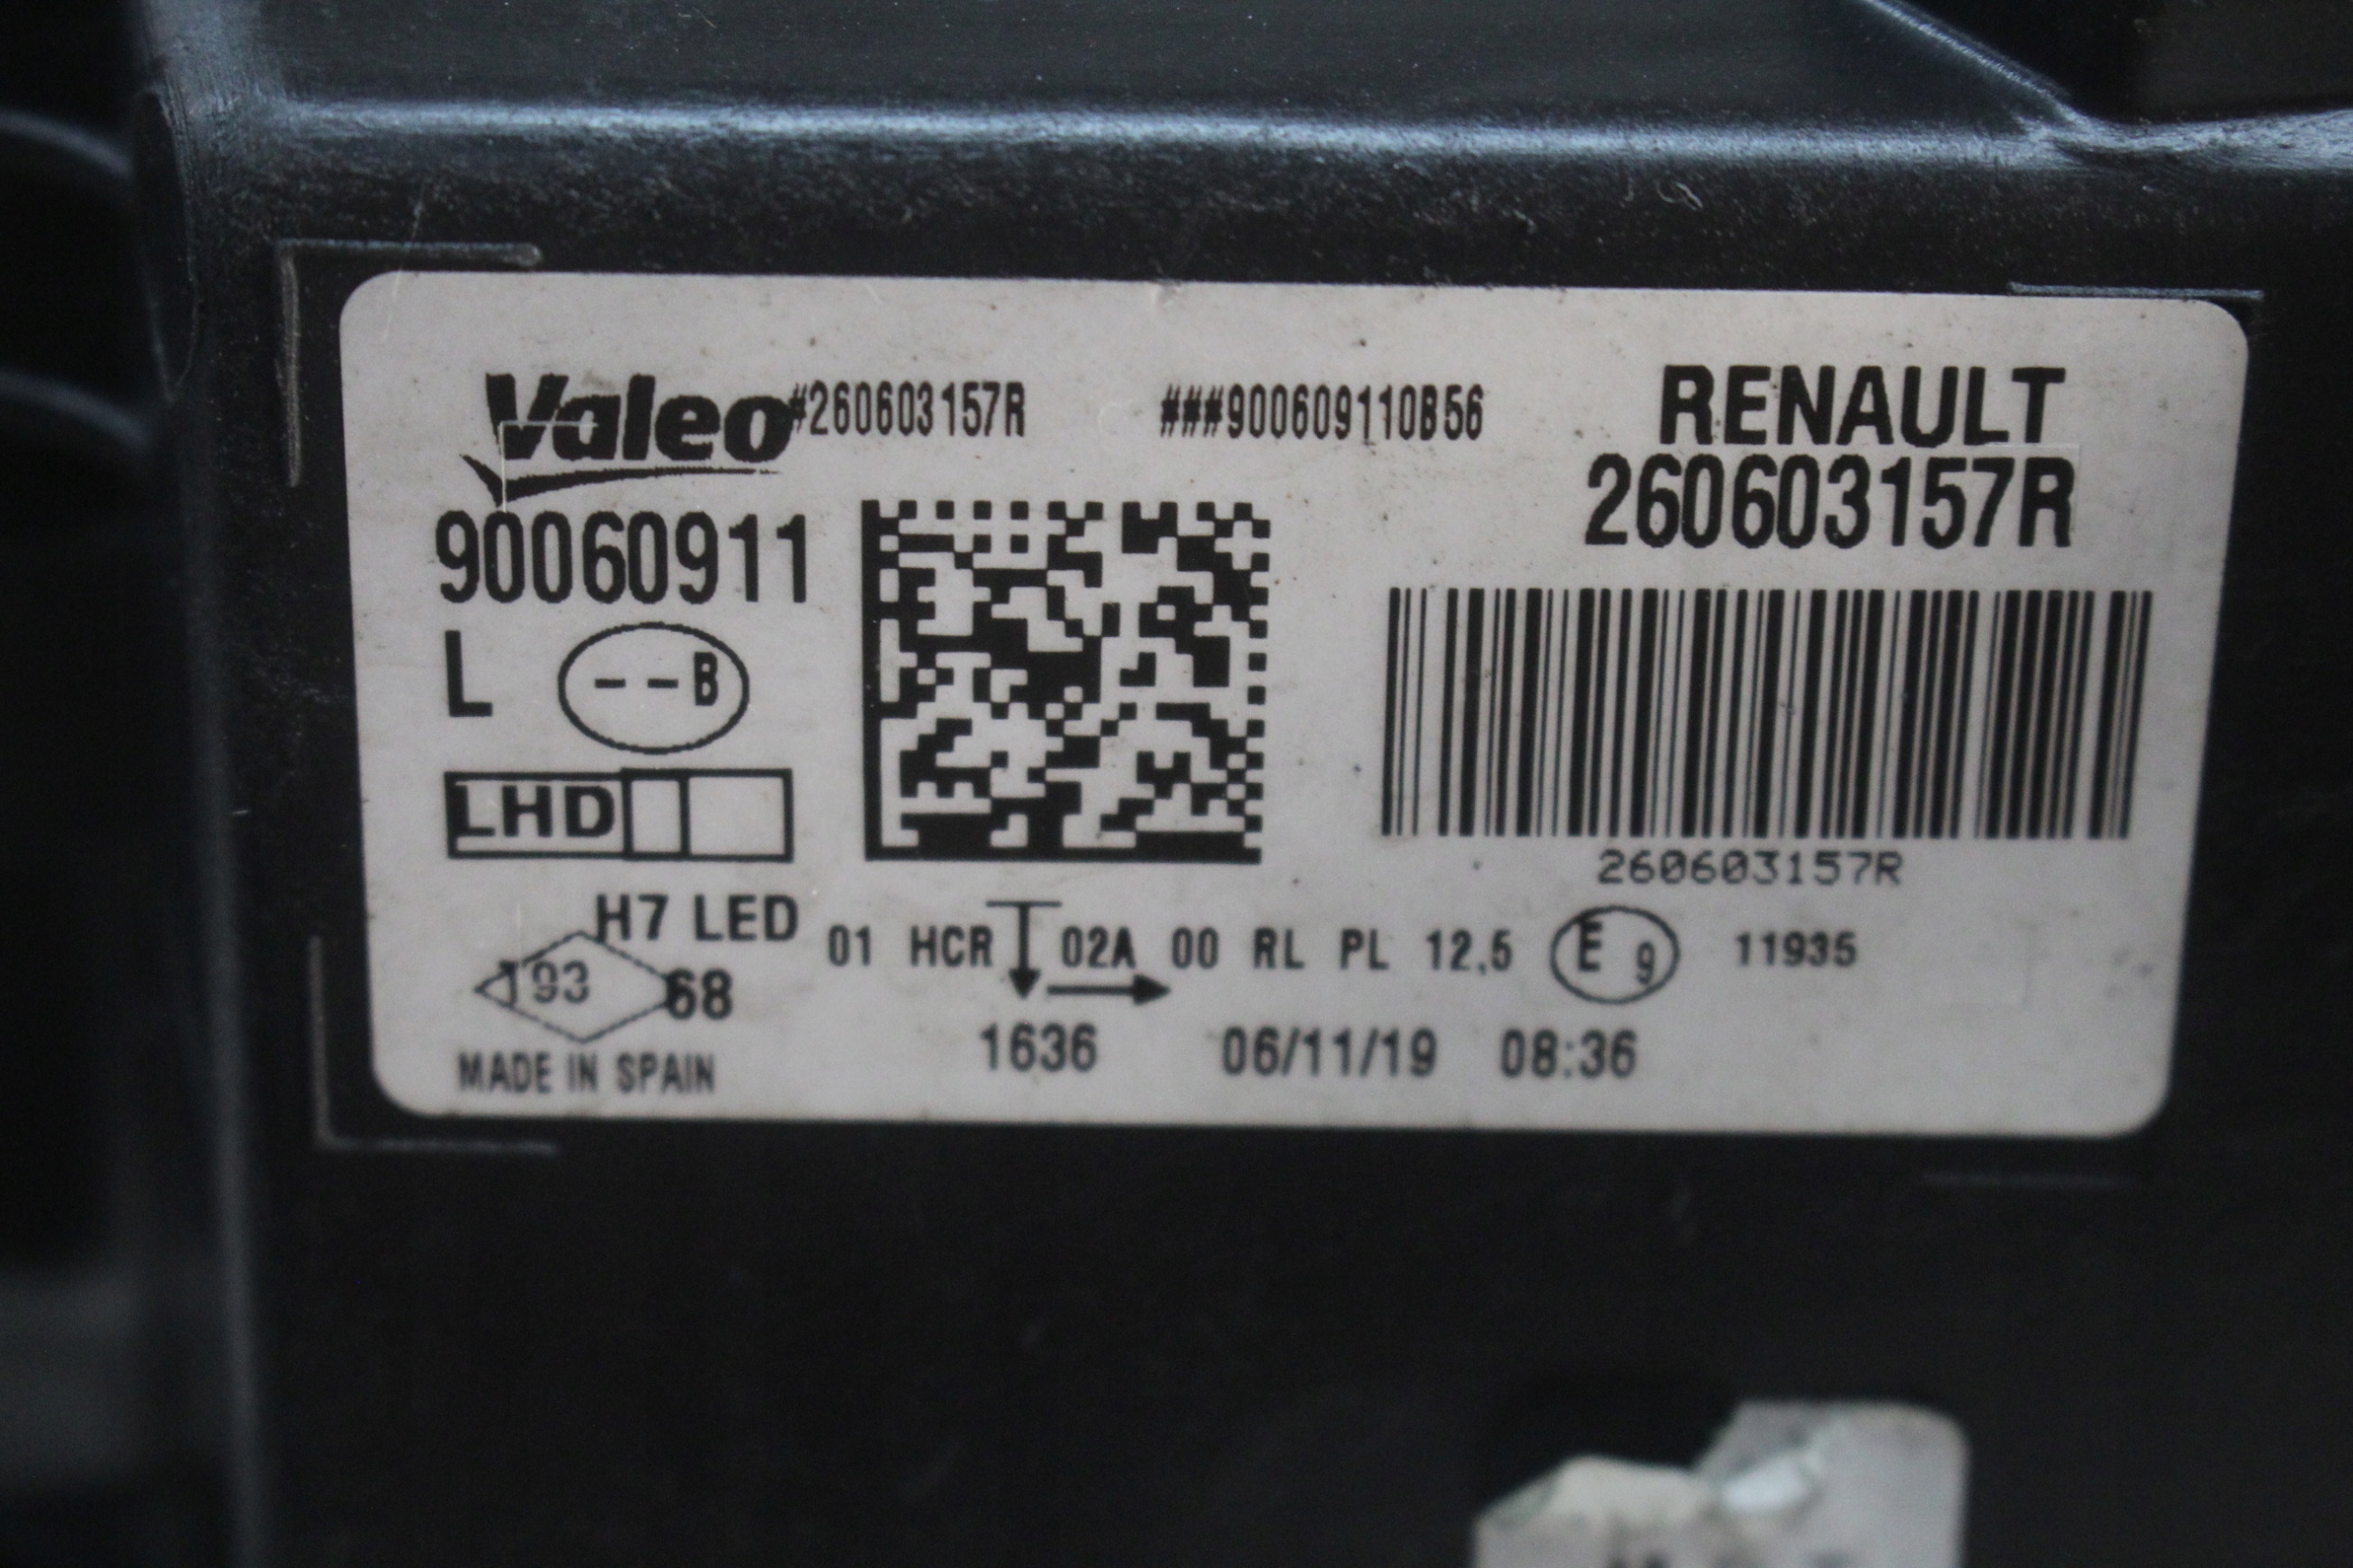 Valeo #260603157R ###900609110B56 RENAULT
90060911 260603157R
L --B
LHD
260603157R
H7 LED 01 HCR 02A 00 RL PL 12,5 E 9 11935
193 68
MADE IN SPAIN 1636 06/11/19 08:36